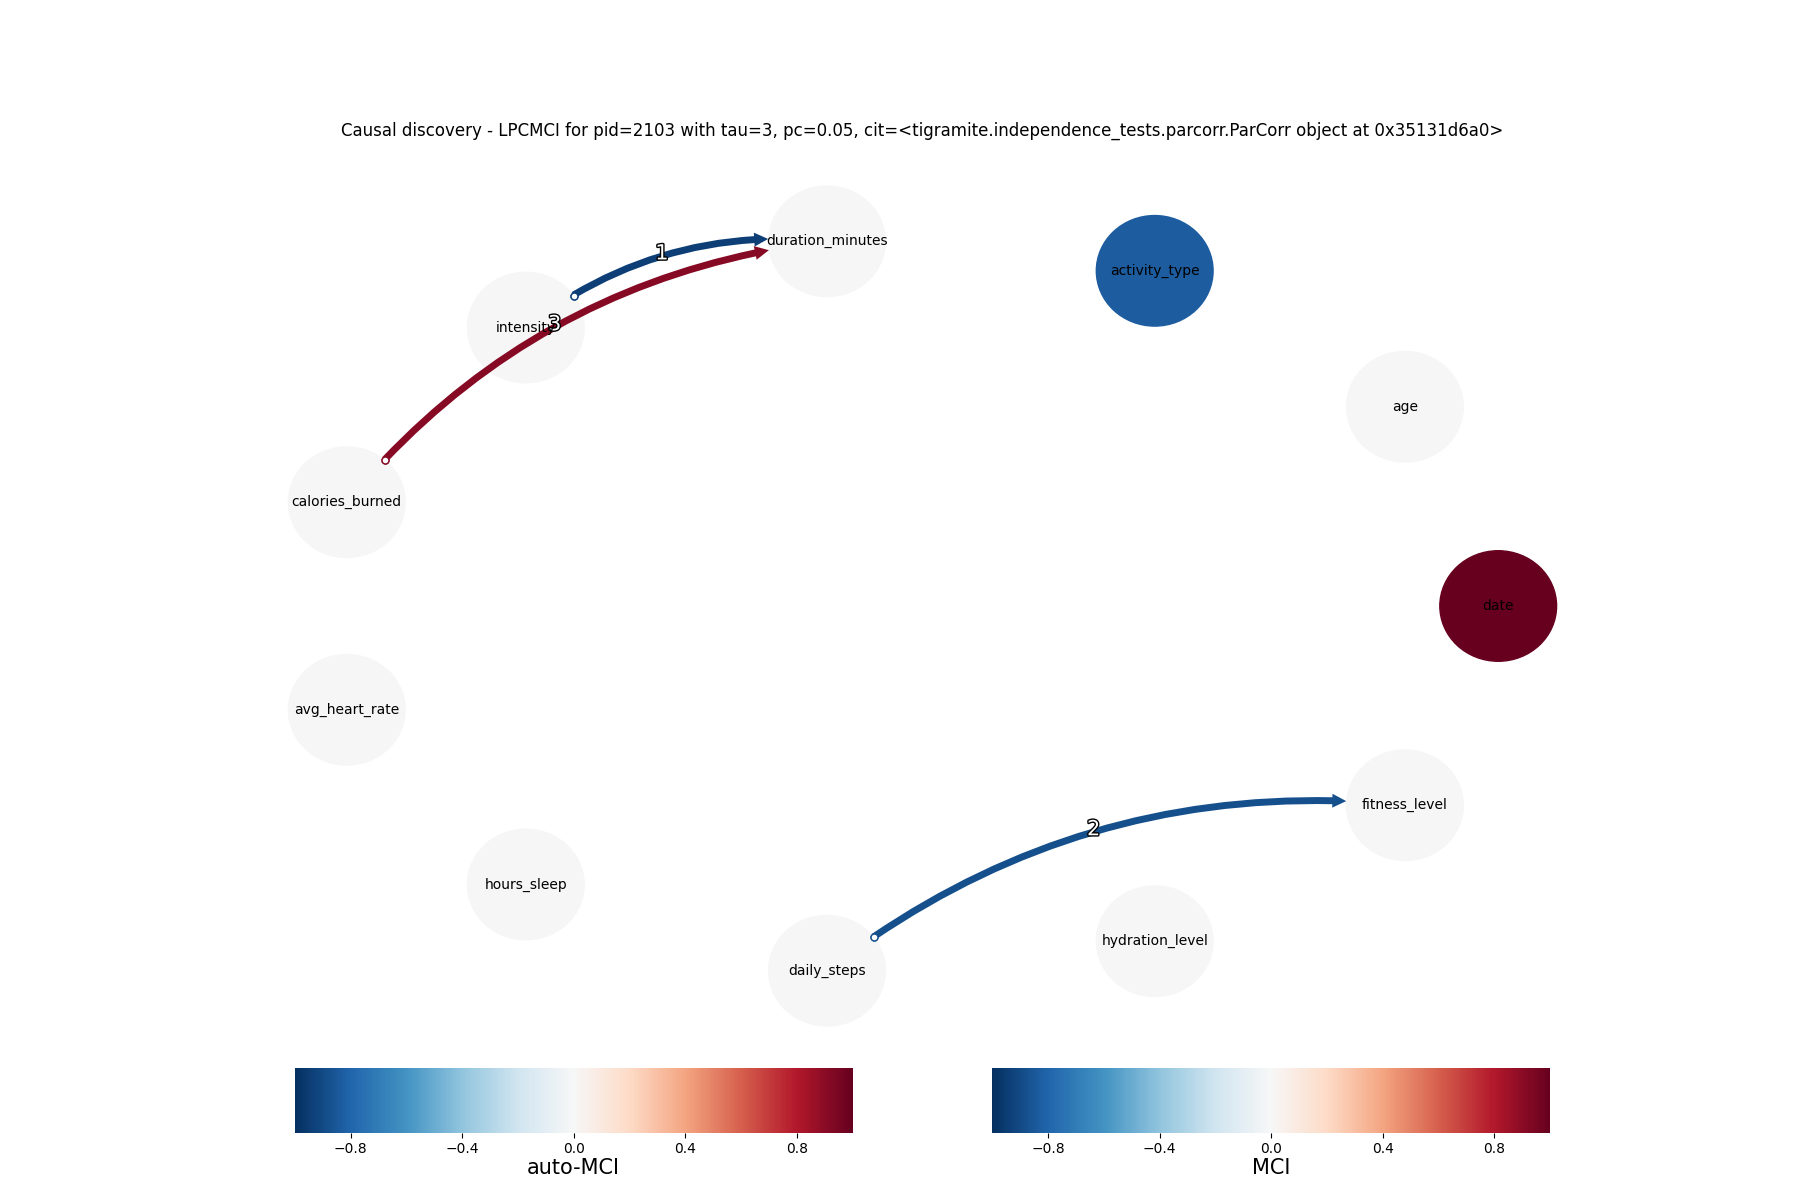 Causal discovery - LPCMCI for pid=2103 with tau=3, pc=0.05, cit=<tigramite.independence_tests.parcorr.ParCorr object at 0x35131d6a0>
duration_minutes
1
activity_type
intensity
3
age
calories_burned
date
avg_heart_rate
fitness_level
2
hours_sleep
hydration_level
daily_steps
−0.8 −0.4 0.0 0.4 0.8
auto-MCI
−0.8 −0.4 0.0 0.4 0.8
MCI